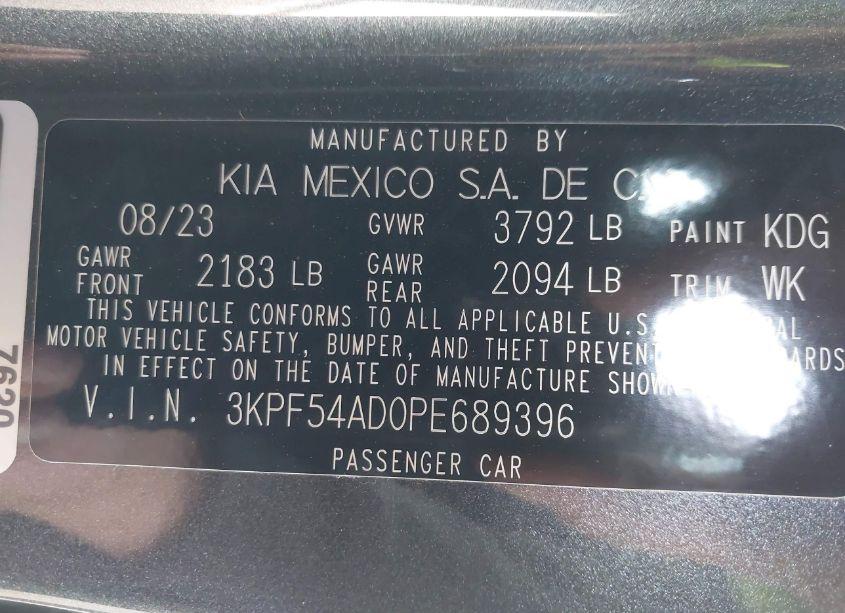 MANUFACTURED BY
KIA MEXICO S.A. DE
08/23 GVWR 3792 LB PAINT KDG
GAWR FRONT 2183 LB GAWR REAR 2094 LB TRIM WK
THIS VEHICLE CONFORMS TO ALL APPLICABLE U.S.
MOTOR VEHICLE SAFETY, BUMPER, AND THEFT
IN EFFECT ON THE DATE OF MANUFACTURE
V.I.N. 3KPF54AD0PE689396
PASSENGER CAR
7620